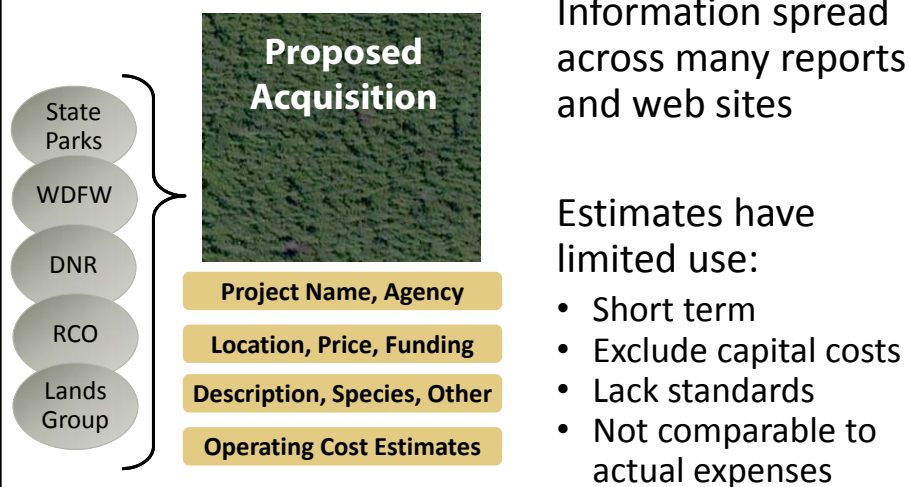 State
Parks
WDFW
DNR
RCO
Lands
Group
Proposed
Acquisition
Project Name, Agency
Location, Price, Funding
Description, Species, Other
Operating Cost Estimates
Information spread
across many reports
and web sites
Estimates have
limited use:
• Short term
• Exclude capital costs
• Lack standards
• Not comparable to
actual expenses